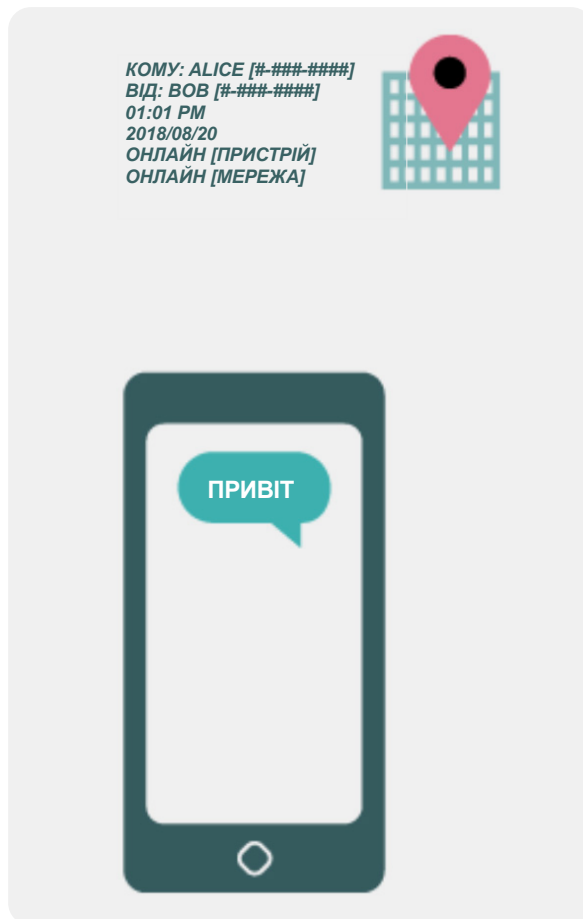 КОМУ: ALICE [#-###-####]
ВІД: BOB [#-###-####]
01:01 PM
2018/08/20
ОНЛАЙН [ПРИСТРІЙ]
ОНЛАЙН [МЕРЕЖА]
ПРИВІТ